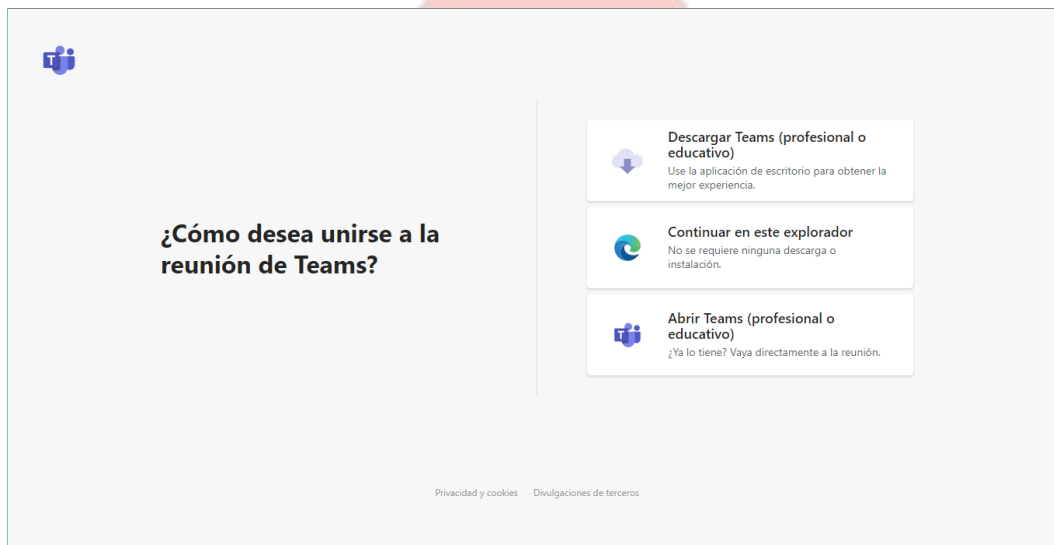 ¿Cómo desea unirse a la
reunión de Teams?
Descargar Teams (profesional o
educativo)
Use la aplicación de escritorio para obtener la
mejor experiencia.
Continuar en este explorador
No se requiere ninguna descarga o
instalación.
Abrir Teams (profesional o
educativo)
¿Ya lo tiene? Vaya directamente a la reunión.
Privacidad y cookies Divulgaciones de terceros